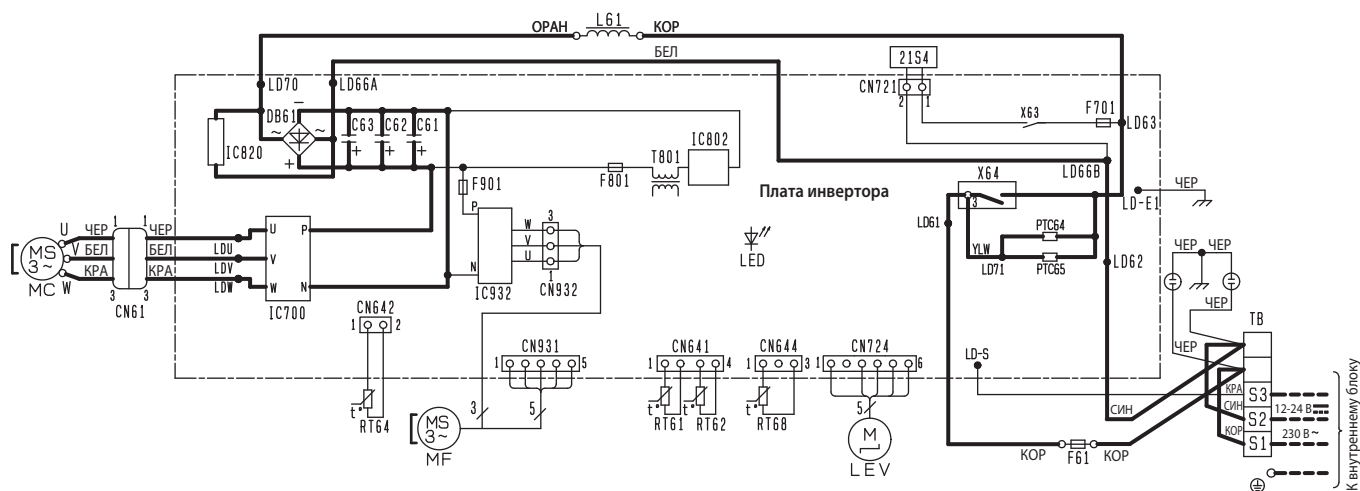 ОРАН L61 КОР
БЕЛ
21S4
CN721
2 1
X63
F701
LD63
LD70 LD66A
DB61 −
~ ~
+
C63 C62 C61
+ + +
IC820
IC802
T801
F801
F901
Плата инвертора
LED
X64
3
LD66B
ЧЕР
LD-E1
LD61
PTC64
YLW
LD71 PTC65
LD62
ЧЕР ЧЕР
ЧЕР
ЧЕР
U ЧЕР 1 1 ЧЕР LDU U P
MS 3~ V БЕЛ БЕЛ LDV V
КРА КРА LDW W N
MC W 3 3
CN61
IC700
P
N
IC932
W 3
V
U
1
CN932
CN642
1 2
t°
RT64
CN931
1 5
3 5
MS 3~
MF
CN641
1 4
t° t°
RT61 RT62
CN644
1 3
t°
RT68
CN724
1 6
5
M
LEV
LD-S
TB
КРА S3
12-24 В
СИН СИН S2
230 В ~
КОР S1
КОР F61 КОР
К внутреннему блоку